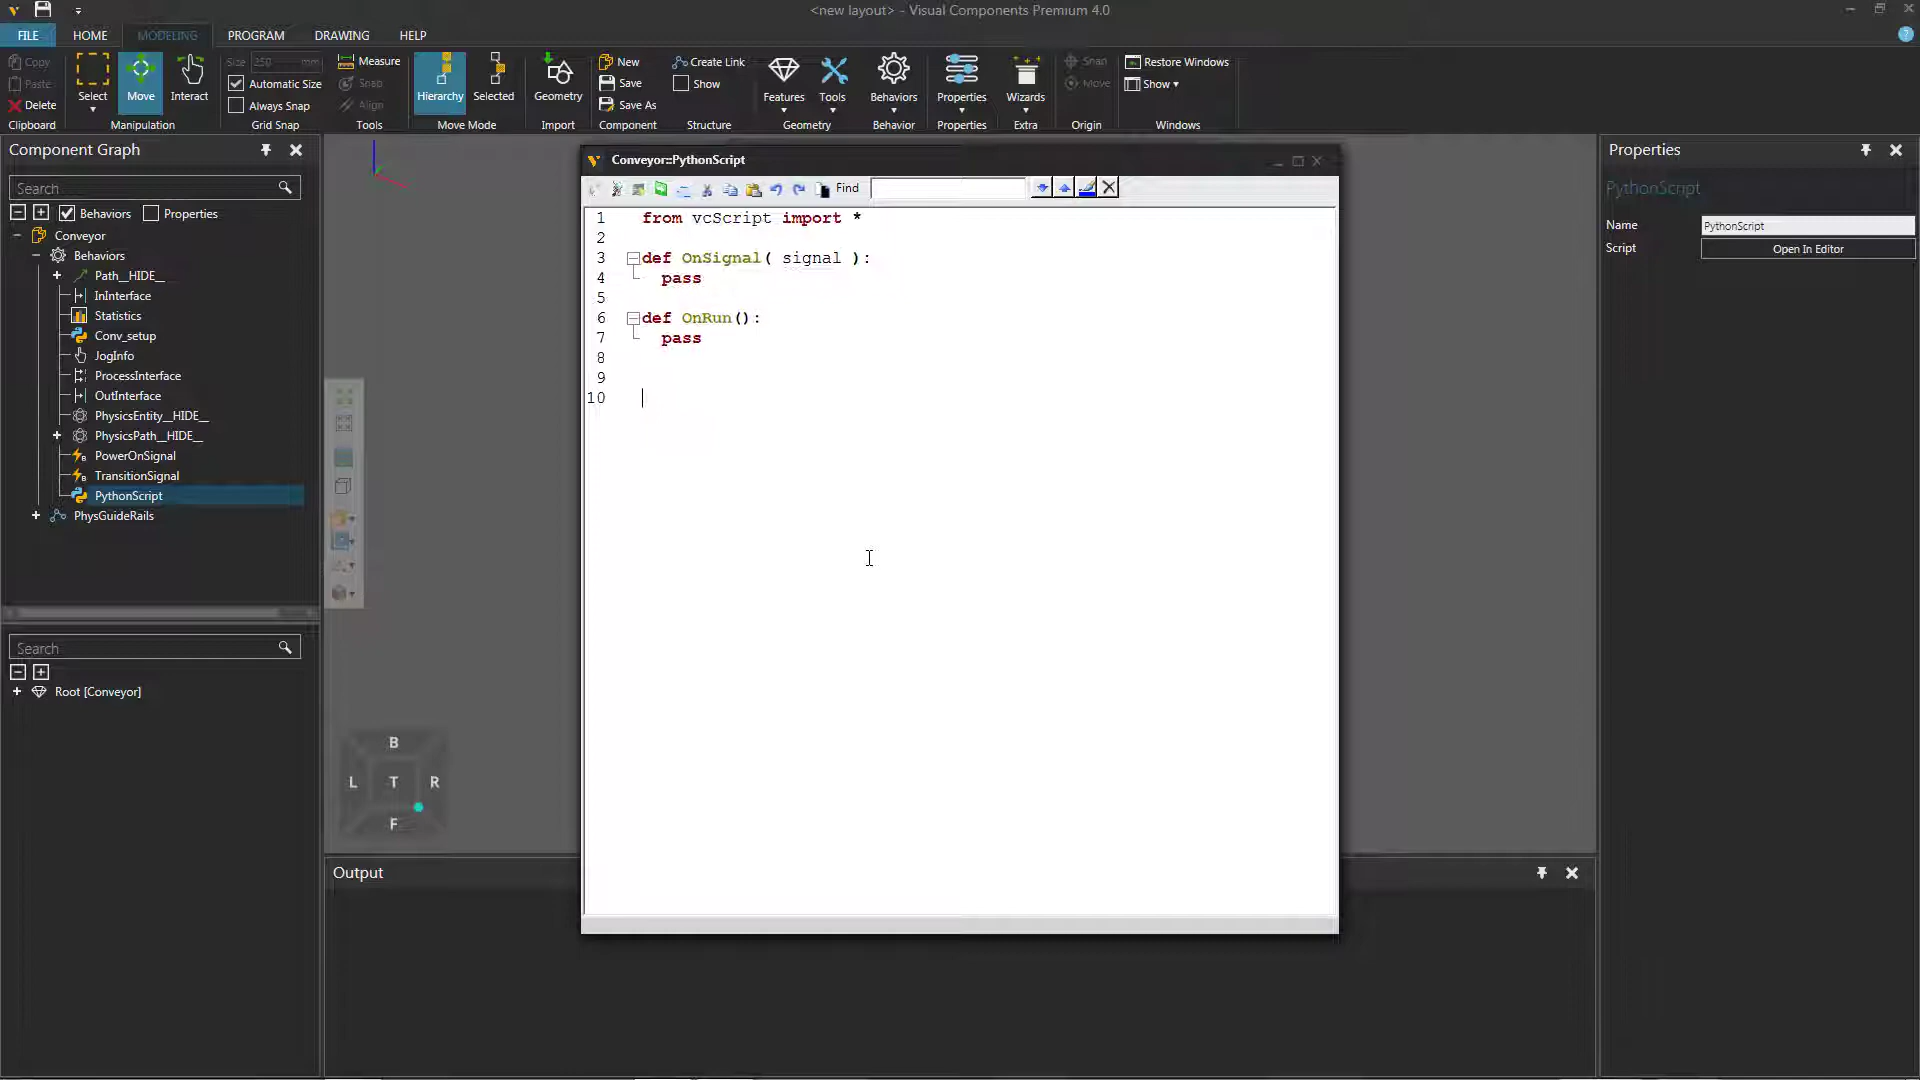 <new layout> - Visual Components Premium 4.0
FILE HOME MODELING PROGRAM DRAWING HELP
Copy
Paste
Delete
Clipboard
Select
Move
Interact
Manipulation
Size 250 mm
Automatic Size
Always Snap
Grid Snap
Measure
Snap
Align
Tools
Hierarchy
Selected
Move Mode
Geometry
Import
New
Save
Save As
Component
Create Link
Show
Structure
Features
Tools
Geometry
Behaviors
Behavior
Properties
Properties
Wizards
Extra
Snap
Move
Origin
Restore Windows
Show
Windows
Component Graph
Search
Behaviors Properties
Conveyor
Behaviors
Path__HIDE__
InInterface
Statistics
Conv_setup
JogInfo
ProcessInterface
OutInterface
PhysicsEntity__HIDE__
PhysicsPath__HIDE__
PowerOnSignal
TransitionSignal
PythonScript
PhysGuideRails
Search
Root [Conveyor]
B
L T R
F
Conveyor::PythonScript
Find
1 from vcScript import *
2
3 def OnSignal( signal ):
4 pass
5
6 def OnRun():
7 pass
8
9
10
Output
Properties
PythonScript
Name PythonScript
Script Open In Editor